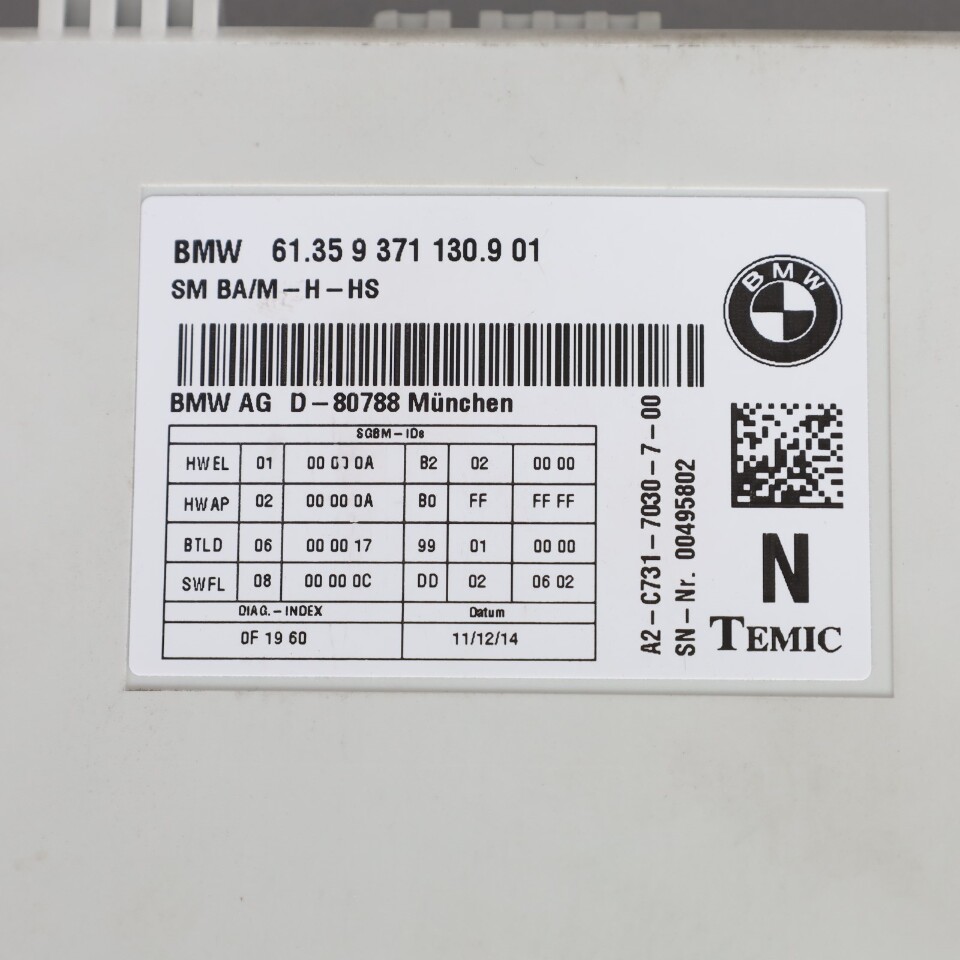 BMW 61.35 9 371 130.9 01
SM BA/M-H-HS
BMW
BMW AG D-80788 München
SGBM-IDs
HWEL 01 00 00 0A B2 02 00 00
HWAP 02 00 00 0A B0 FF FF FF
BTLD 06 00 00 17 99 01 00 00
SWFL 08 00 00 0C DD 02 06 02
DIAG.-INDEX Datum
0F 19 60 11/12/14
A2-C731-7030-7-00
SN-Nr. 00495802
N
TEMIC